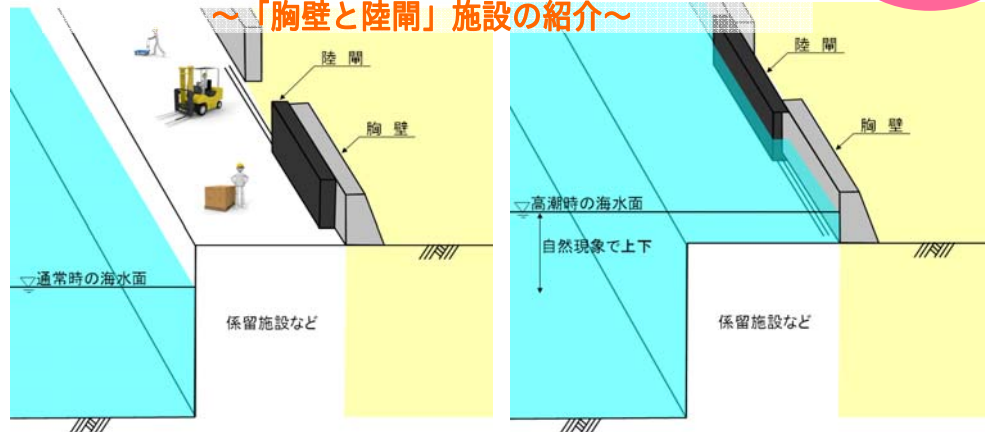 ～「胸壁と陸閘」施設の紹介～
陸 閘
胸 壁
通常時の海水面
係留施設など
陸 閘
胸 壁
高潮時の海水面
自然現象で上下
係留施設など